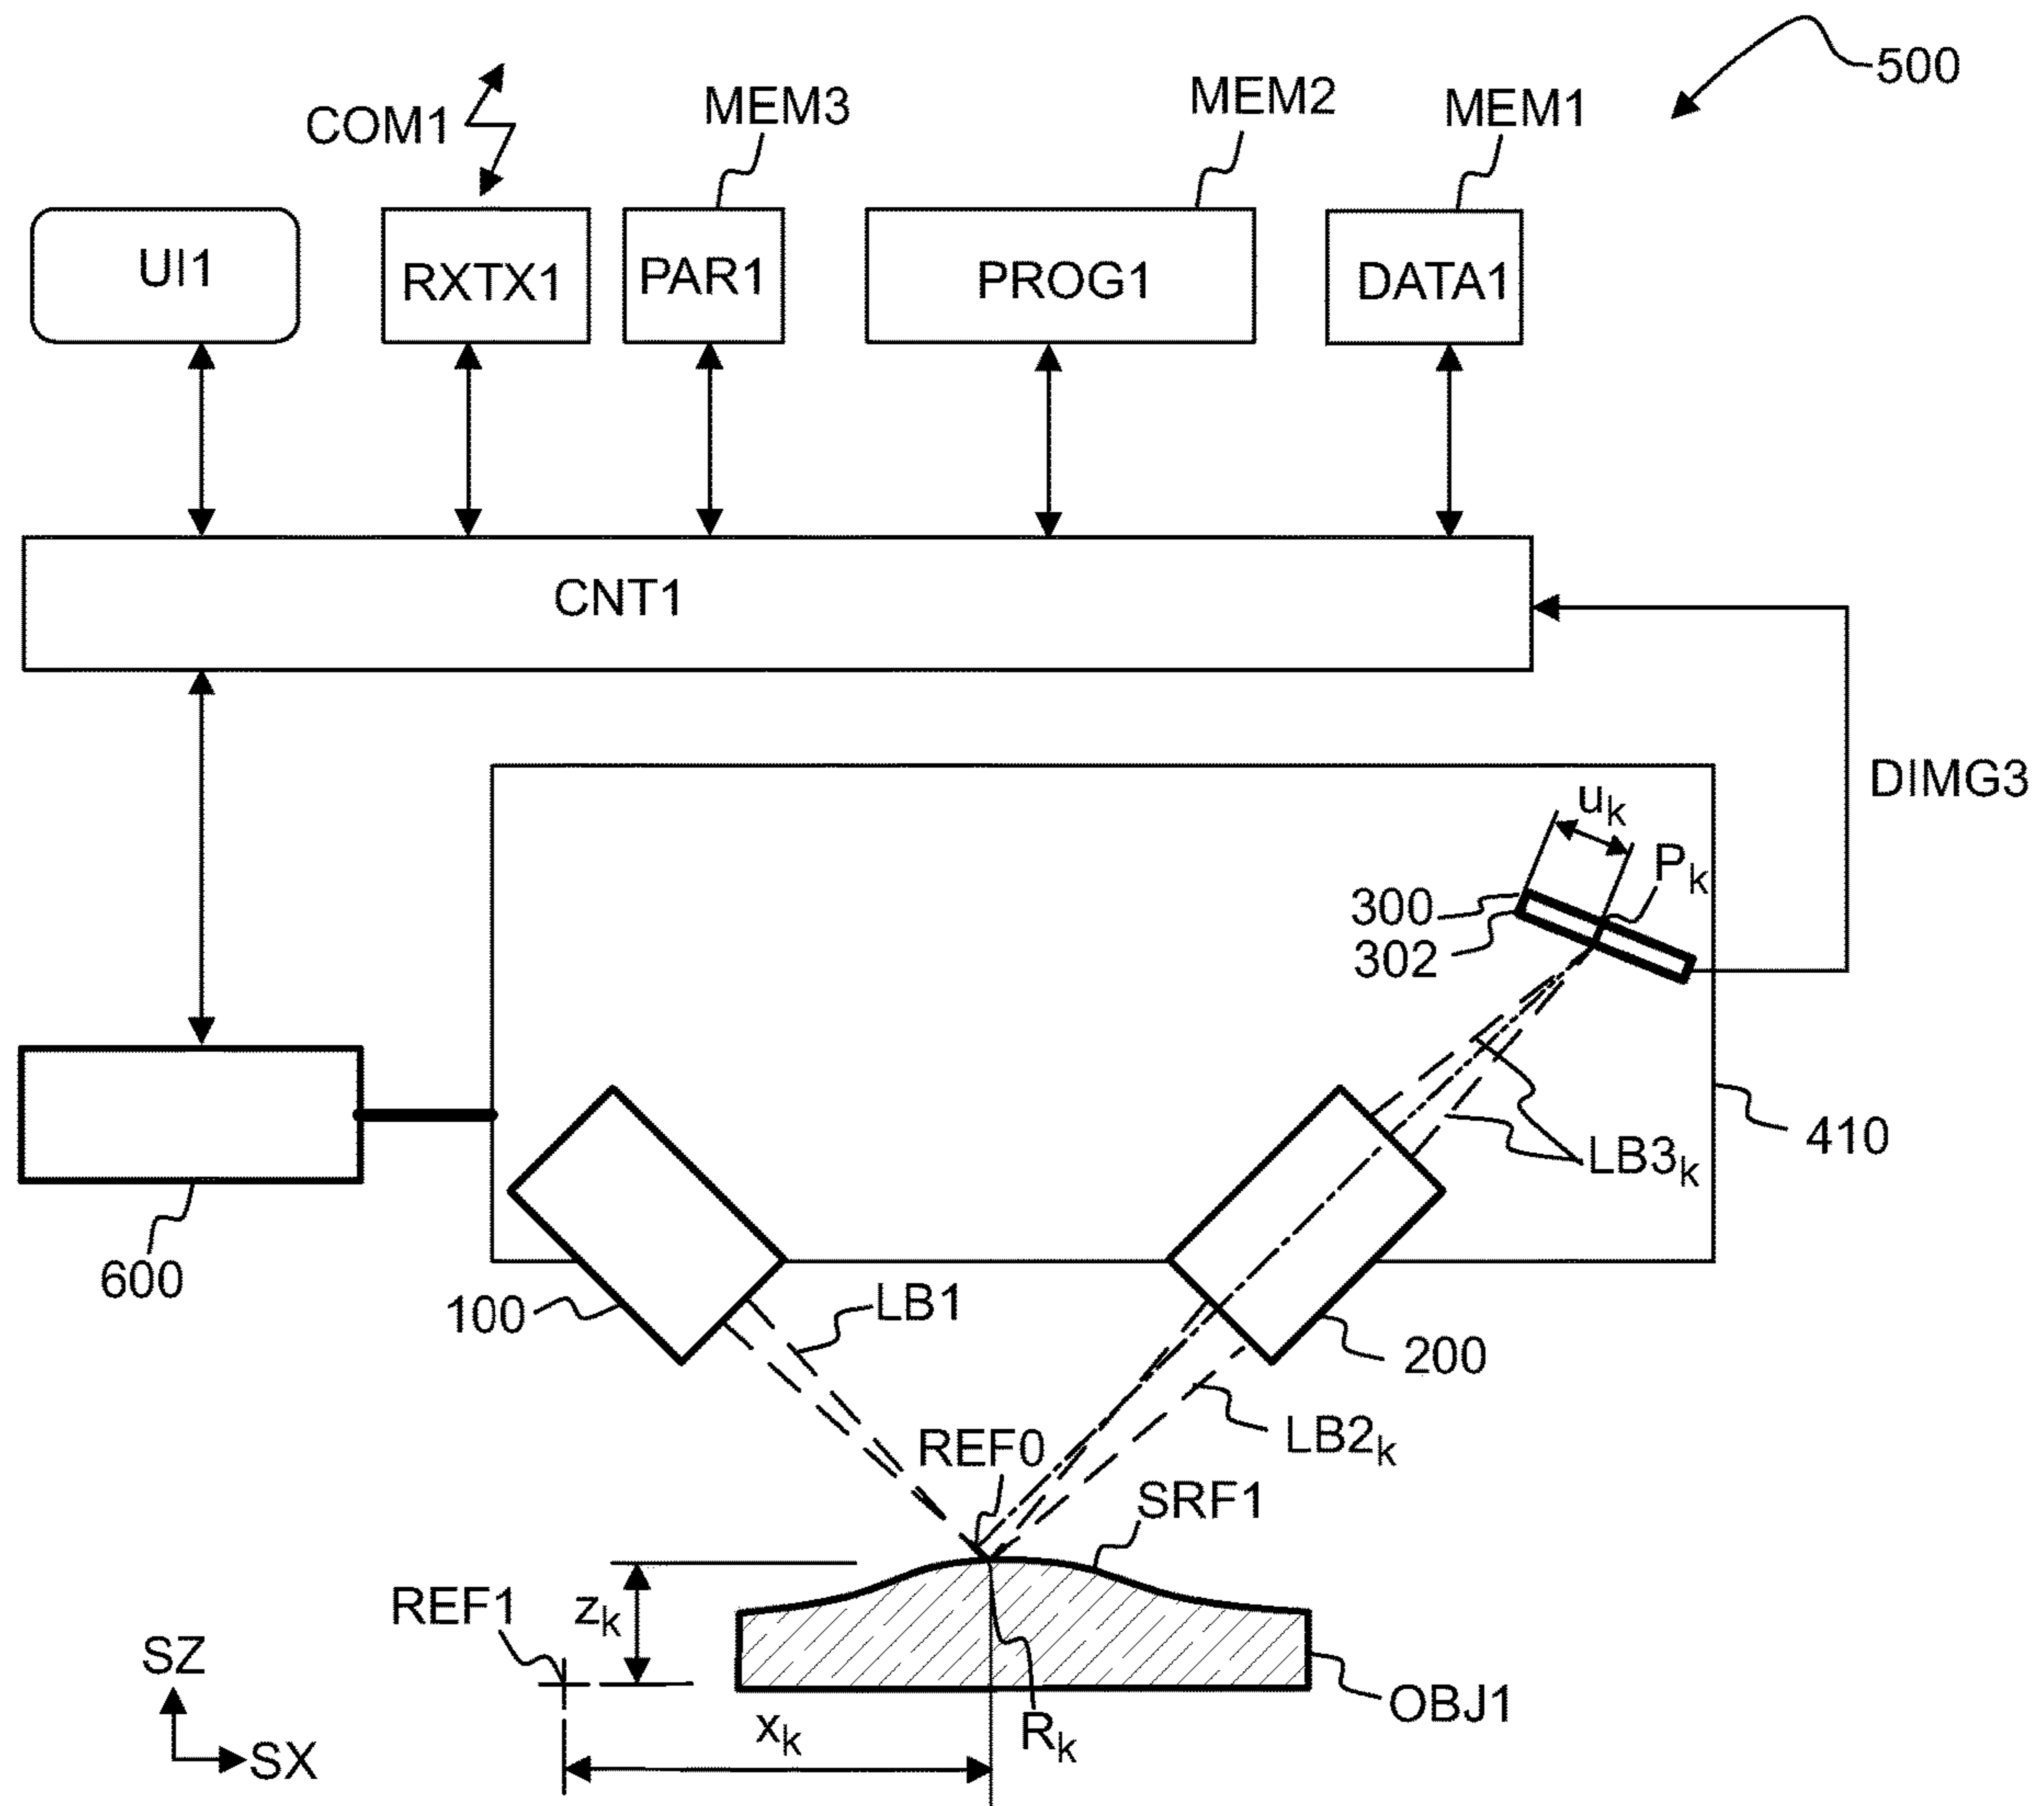 500
COM1
MEM3
MEM2
MEM1
UI1
RXTX1
PAR1
PROG1
DATA1
CNT1
DIMG3
uk
Pk
300
302
410
LB3k
600
100
LB1
200
LB2k
REF0
SRF1
REF1
zk
SZ
OBJ1
xk
Rk
SX